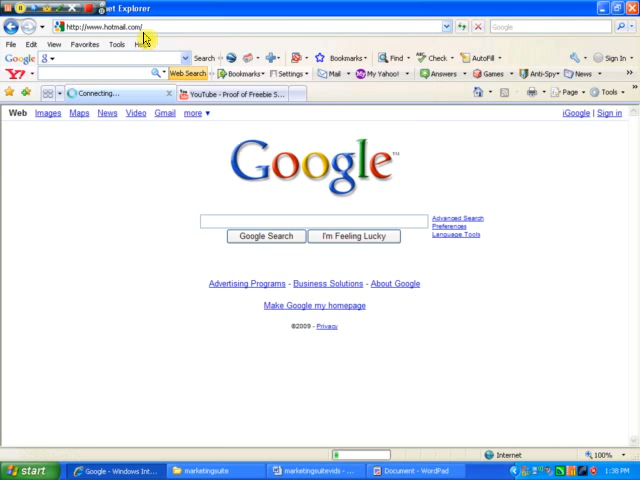 et Explorer
http://www.hotmail.com/
Google
File Edit View Favorites Tools H
Google Search Bookmarks Find Check AutoFill Sign In
Y! Web Search Bookmarks Settings Mail My Yahoo! Answers Games Anti-Spy News
Connecting... YouTube - Proof of Freebie S... Page Tools
Web Images Maps News Video Gmail more ▼ iGoogle | Sign in
Google™
Advanced Search
Preferences
Language Tools
Google Search I'm Feeling Lucky
Advertising Programs - Business Solutions - About Google
Make Google my homepage
©2009 - Privacy
Internet 100%
start Google - Windows Int... marketingsuite marketingsuitevids - ... Document - WordPad 1:38 PM